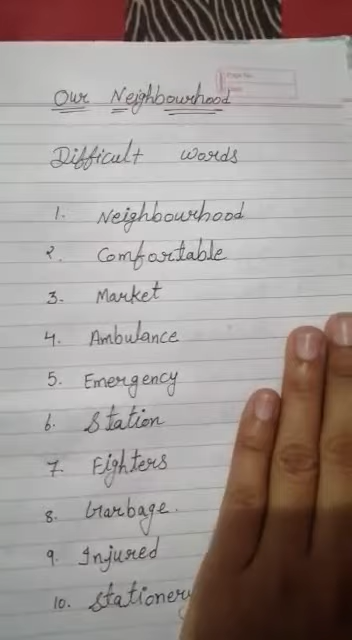 Our Neighbourhood
Difficult words
1. Neighbourhood
2. Comfortable
3. Market
4. Ambulance
5. Emergency
6. Station
7. Fighters
8. Garbage.
9. Injured
10. Stationery